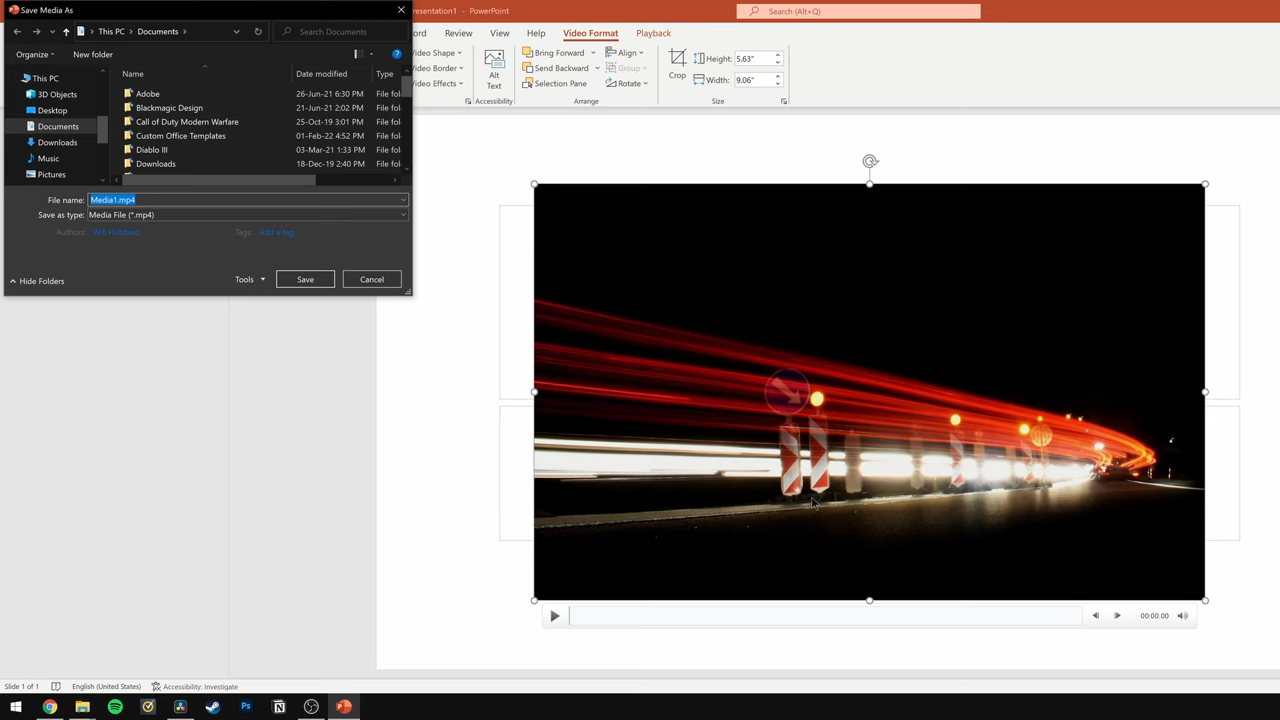 Save Media As
resentation1 - PowerPoint
Search (Alt+Q)
This PC > Documents >
Search Documents
ord Review View Help Video Format Playback
Organize New folder
Name Date modified Type
This PC
3D Objects
Desktop
Documents
Downloads
Music
Pictures
Adobe 26-Jun-21 6:30 PM File fol
Blackmagic Design 21-Jun-21 2:02 PM File fol
Call of Duty Modern Warfare 25-Oct-19 3:01 PM File fol
Custom Office Templates 01-Feb-22 4:52 PM File fol
Diablo III 03-Mar-21 1:33 PM File fol
Downloads 18-Dec-19 2:40 PM File fol
File name: Media1.mp4
Save as type: Media File (*.mp4)
Authors: Will Hubbard Tags: Add a tag
Hide Folders Tools Save Cancel
ideo Shape
ideo Border
ideo Effects
Alt
Text
Accessibility
Bring Forward Align
Send Backward Group
Selection Pane Rotate
Arrange
Crop
Height: 5.63"
Width: 9.06"
Size
00:00.00
Slide 1 of 1 English (United States) Accessibility: Investigate